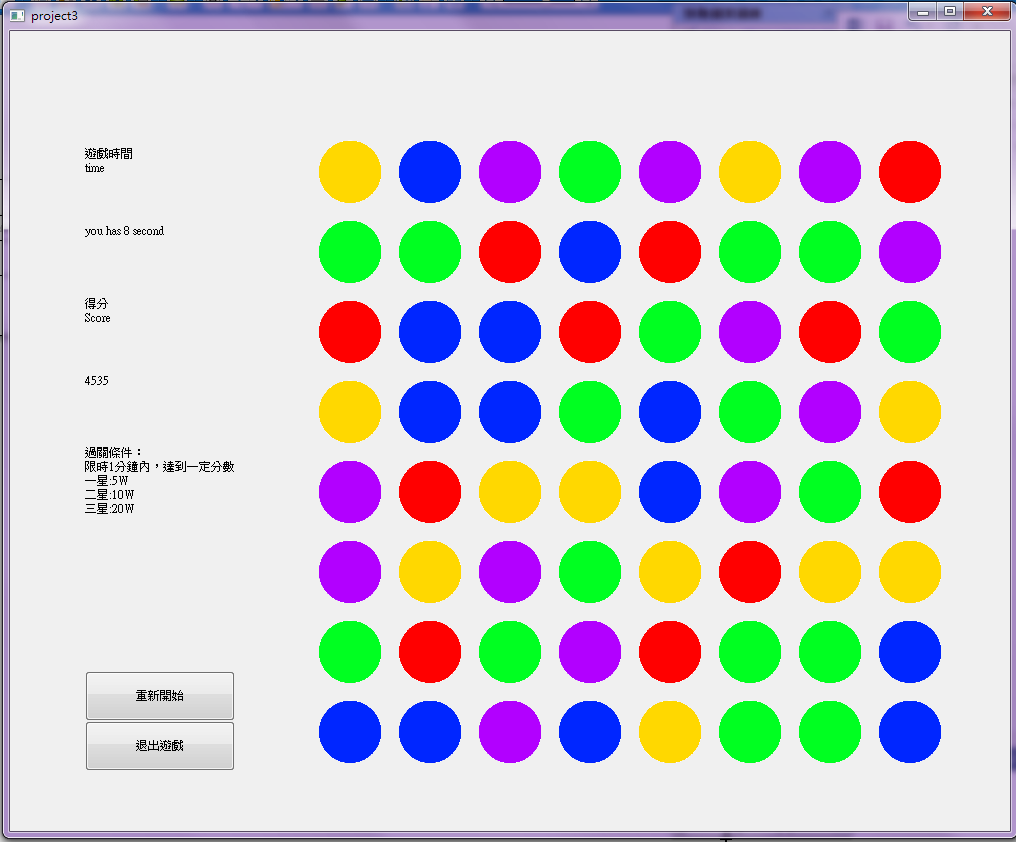 project3
遊戲時間
time
you has 8 second
得分
Score
4535
過關條件：
限時1分鐘內，達到一定分數
一星:5W
二星:10W
三星:20W
重新開始
退出遊戲